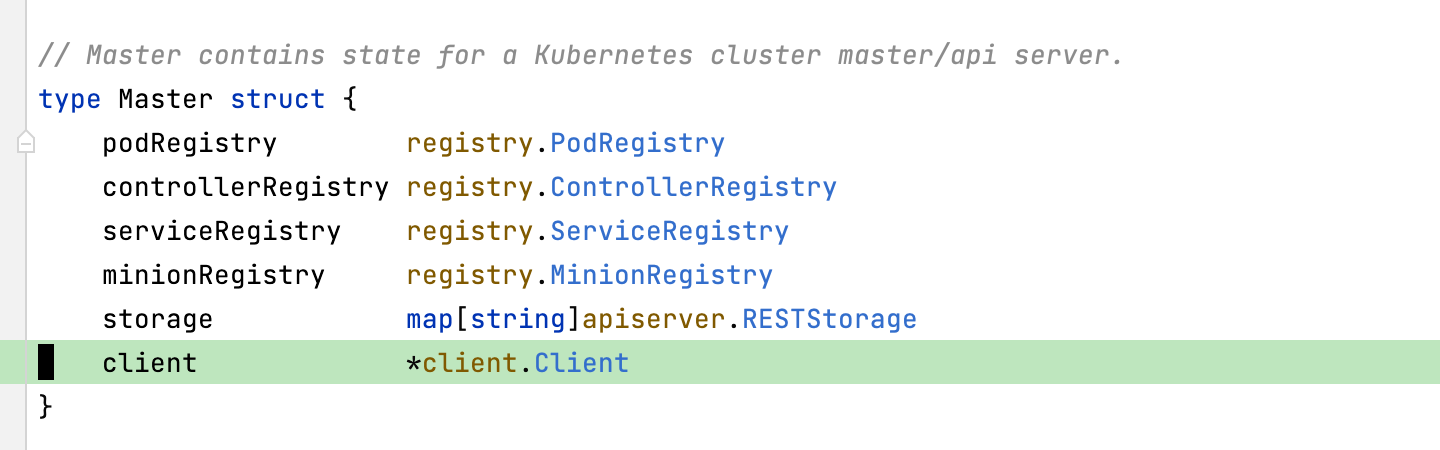 // Master contains state for a Kubernetes cluster master/api server.
type Master struct {
    podRegistry        registry.PodRegistry
    controllerRegistry registry.ControllerRegistry
    serviceRegistry    registry.ServiceRegistry
    minionRegistry     registry.MinionRegistry
    storage            map[string]apiserver.RESTStorage
    client             *client.Client
}